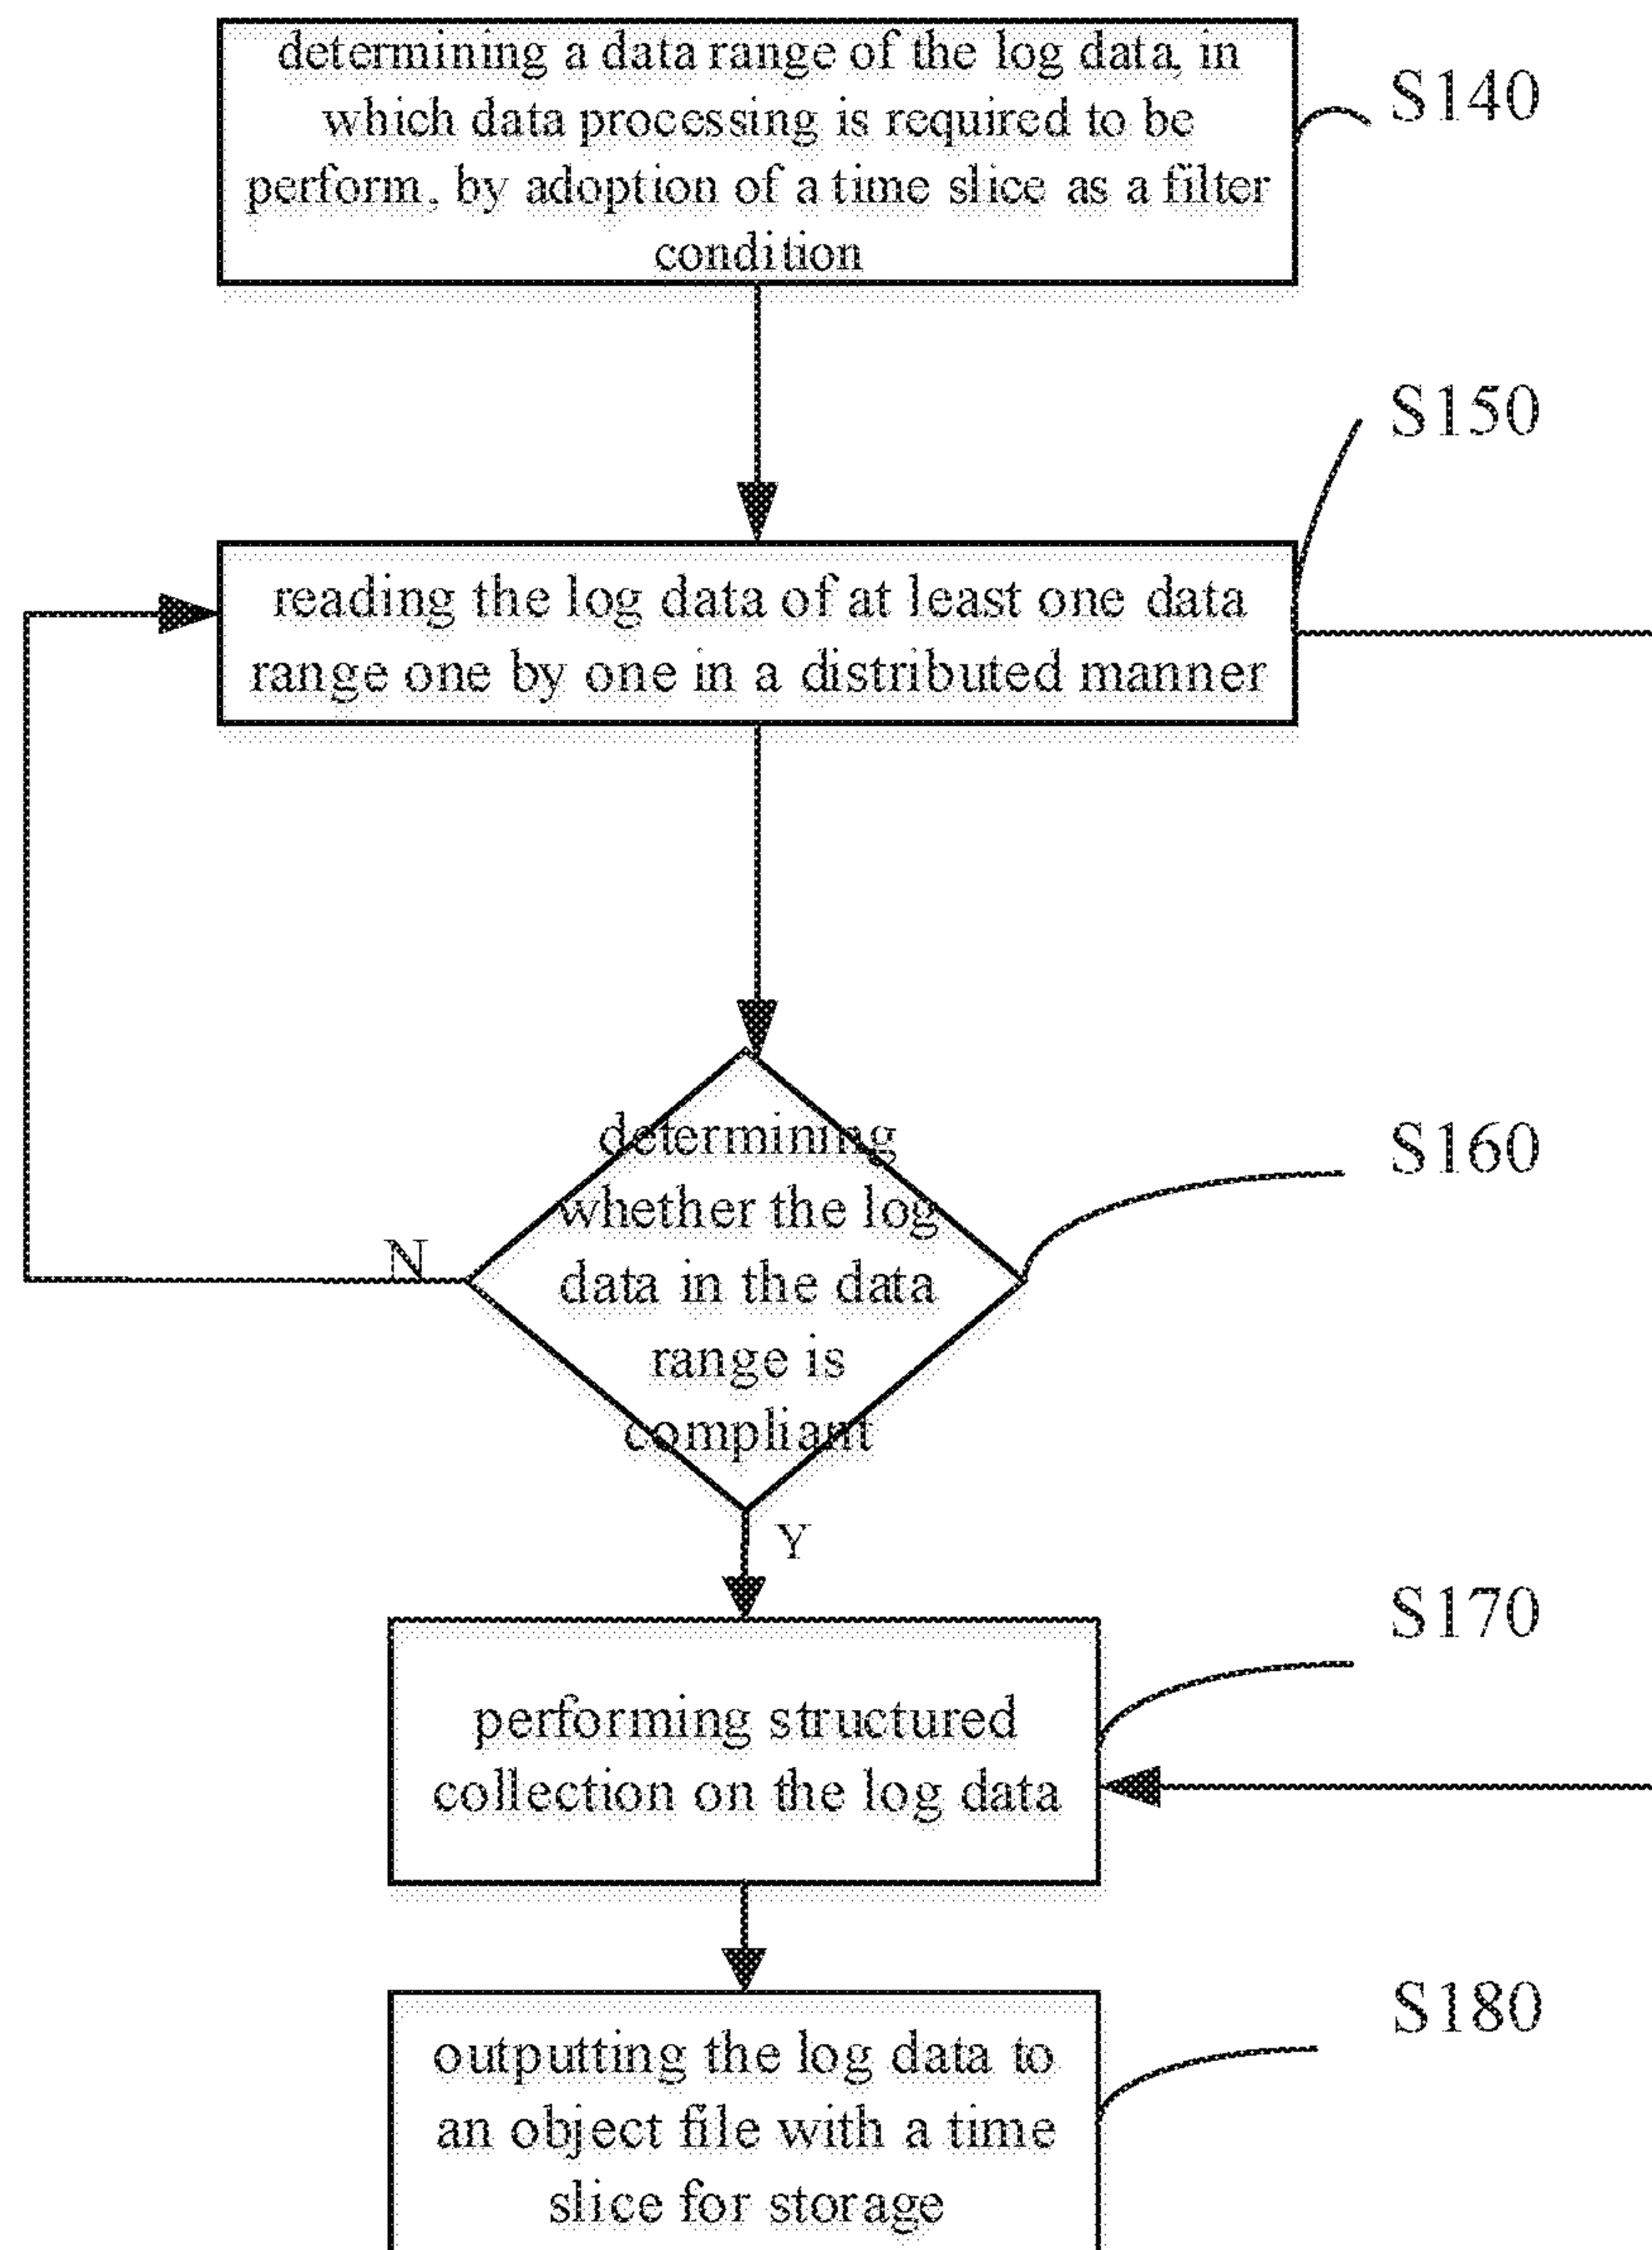 determining a data range of the log data, in
which data processing is required to be
perform, by adoption of a time slice as a filter
condition
S140
S150
reading the log data of at least one data
range one by one in a distributed manner
determining
whether the log
data in the data
range is
compliant
S160
N
Y
S170
performing structured
collection on the log data
S180
outputting the log data to
an object file with a time
slice for storage